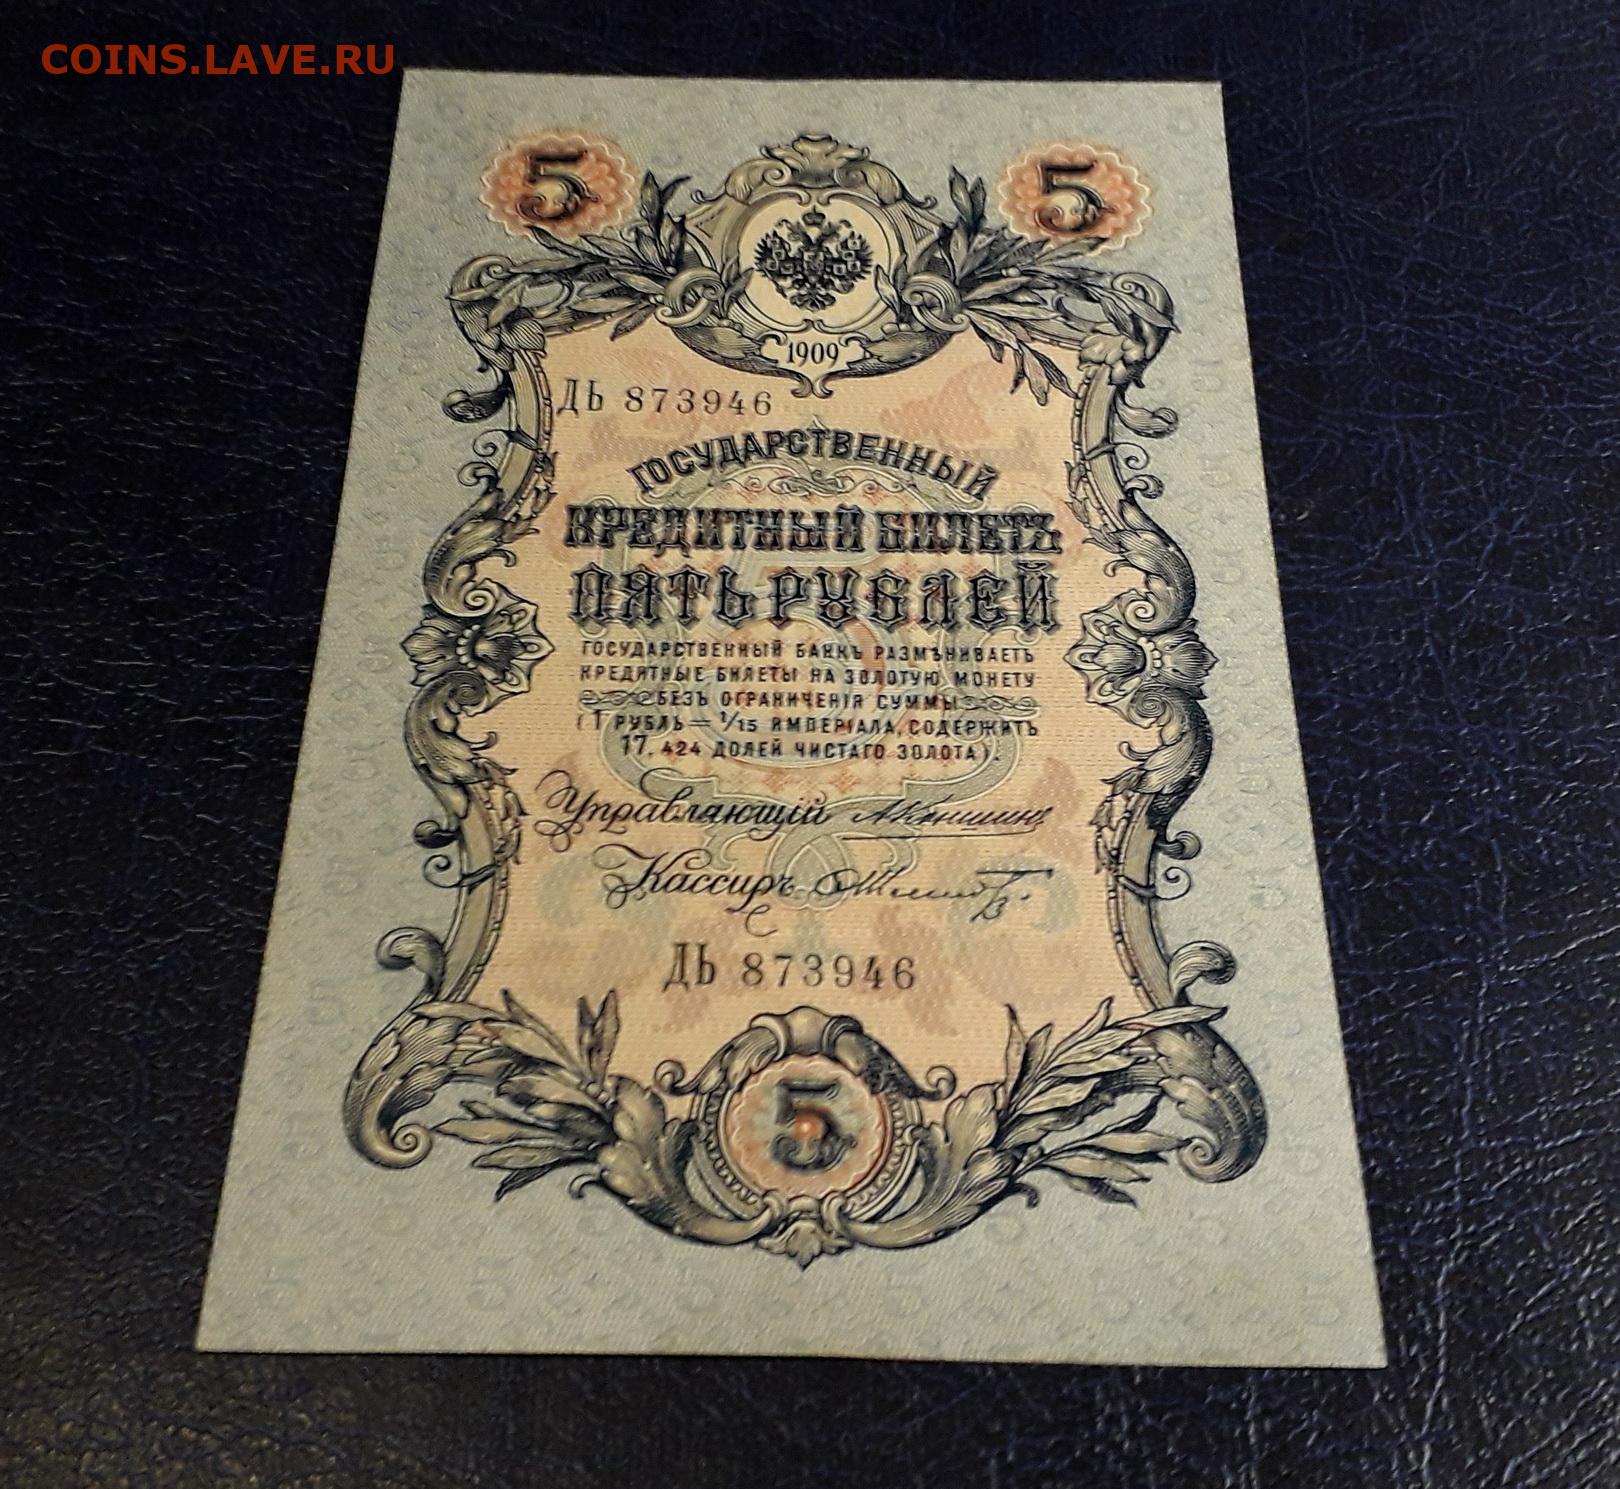 COINS.LAVE.RU
5 5
1909
ДЬ 873946
ГОСУДАРСТВЕННЫЙ
КРЕДИТНЫЙ БИЛЕТЪ
ПЯТЬ РУБЛЕЙ
ГОСУДАРСТВЕННЫЙ БАНКЪ РАЗМѢНИВАЕТЪ
КРЕДИТНЫЕ БИЛЕТЫ НА ЗОЛОТУЮ МОНЕТУ
БЕЗЪ ОГРАНИЧЕНІЯ СУММЫ
(1 РУБЛЬ = 1/15 ИМПЕРІАЛА, СОДЕРЖИТЪ
17,424 ДОЛЕЙ ЧИСТАГО ЗОЛОТА).
Управляющій АКоншинъ
Кассиръ
ДЬ 873946
5